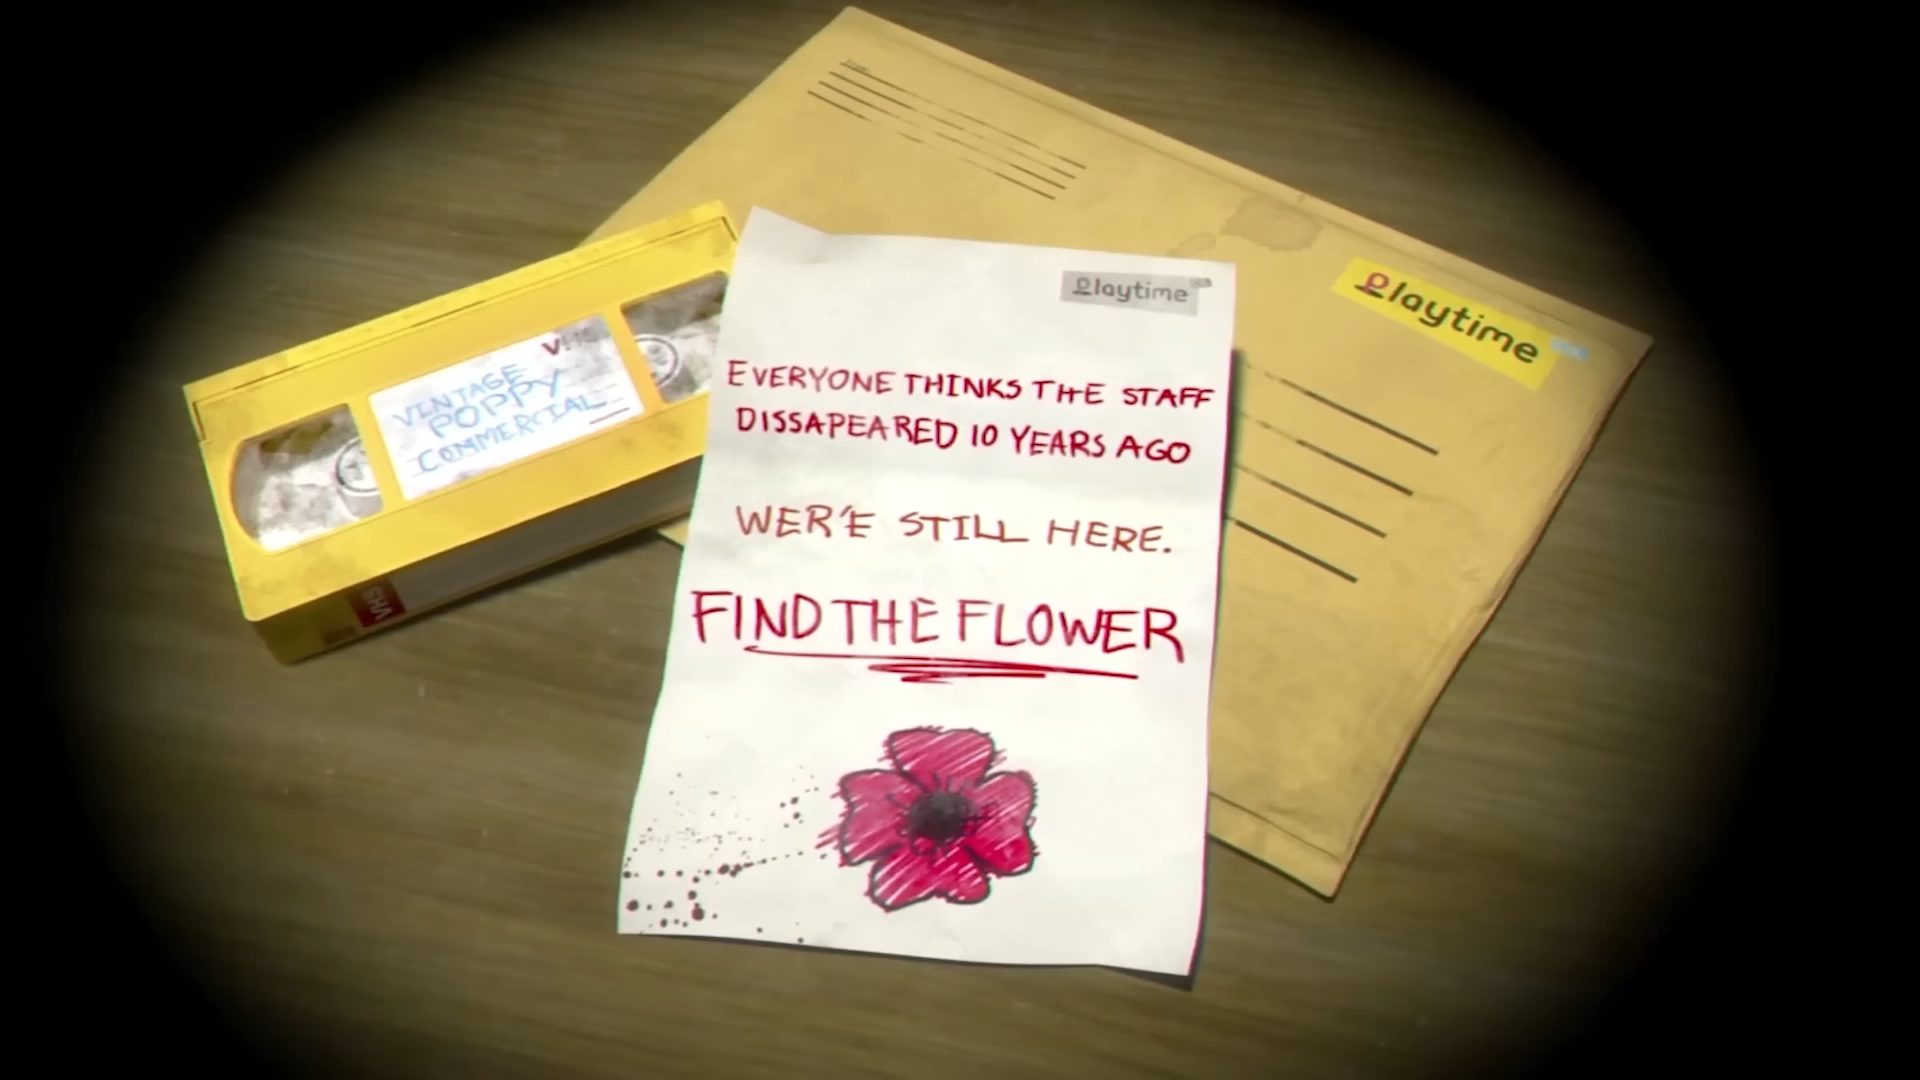 Playtime
Playtime
VINTAGE
POPPY
COMMERCIAL
VHS
VHS
EVERYONE THINKS THE STAFF
DISSAPEARED 10 YEARS AGO
WER'E STILL HERE.
FIND THE FLOWER